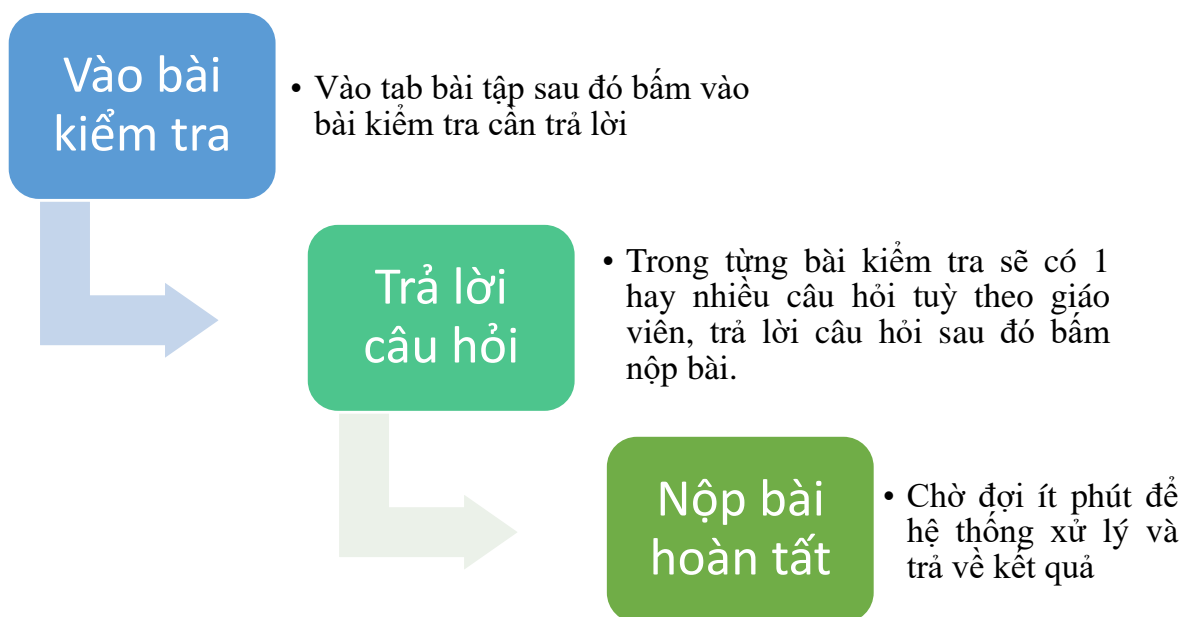 Vào bài
kiểm tra
• Vào tab bài tập sau đó bấm vào
bài kiểm tra cần trả lời
Trả lời
câu hỏi
• Trong từng bài kiểm tra sẽ có 1
hay nhiều câu hỏi tuỳ theo giáo
viên, trả lời câu hỏi sau đó bấm
nộp bài.
Nộp bài
hoàn tất
• Chờ đợi ít phút để
hệ thống xử lý và
trả về kết quả